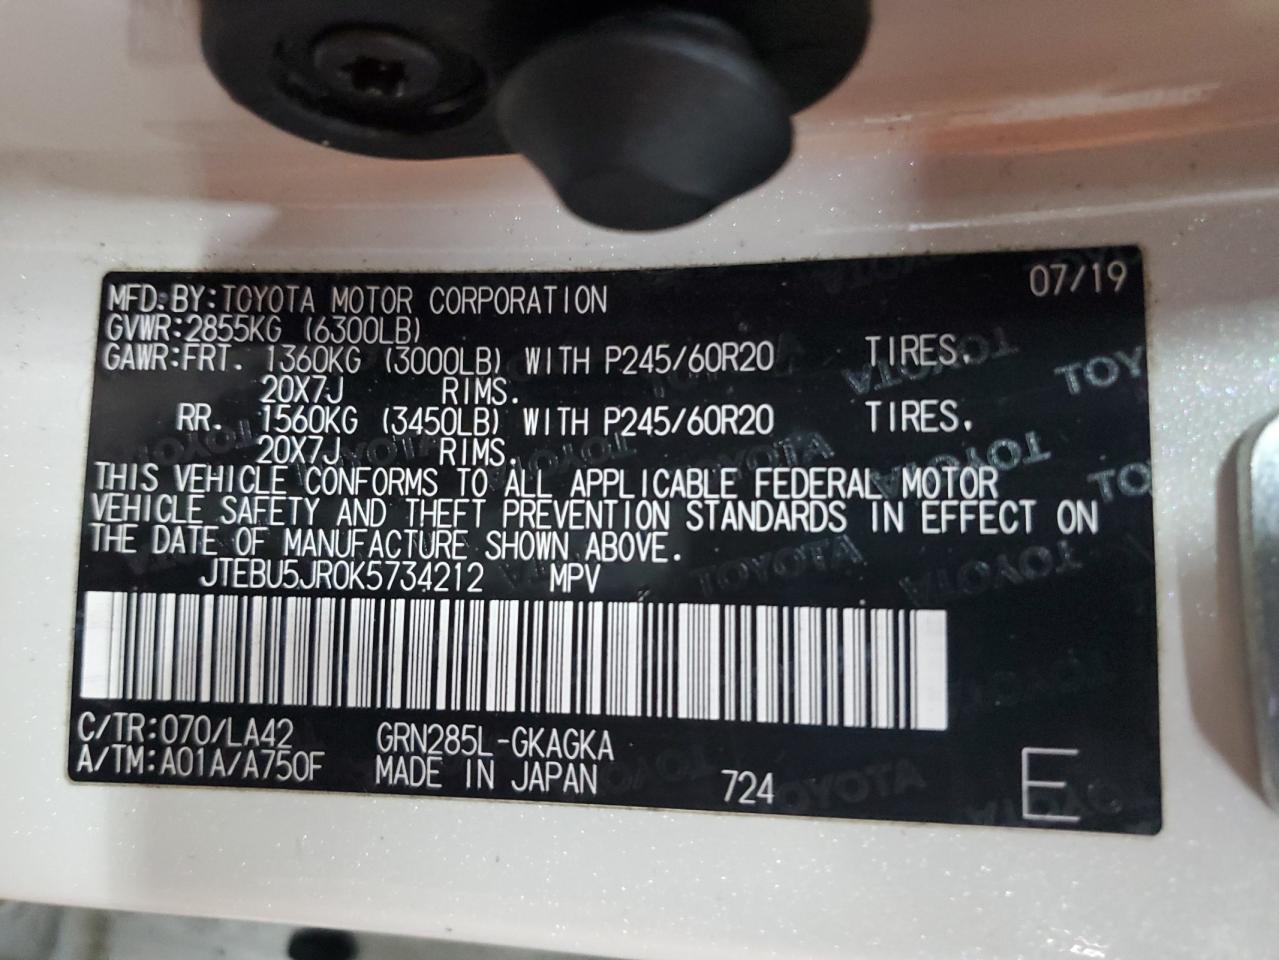 07/19
MFD.BY:TOYOTA MOTOR CORPORATION
GVWR:2855KG (6300LB)
GAWR:FRT. 1360KG (3000LB) WITH P245/60R20 TIRES.
20X7J RIMS.
RR. 1560KG (3450LB) WITH P245/60R20 TIRES.
20X7J RIMS.
THIS VEHICLE CONFORMS TO ALL APPLICABLE FEDERAL MOTOR
VEHICLE SAFETY AND THEFT PREVENTION STANDARDS IN EFFECT ON
THE DATE OF MANUFACTURE SHOWN ABOVE.
JTEBU5JR0K5734212 MPV
C/TR:070/LA42 GRN285L-GKAGKA
A/TM:A01A/A750F MADE IN JAPAN 724 E